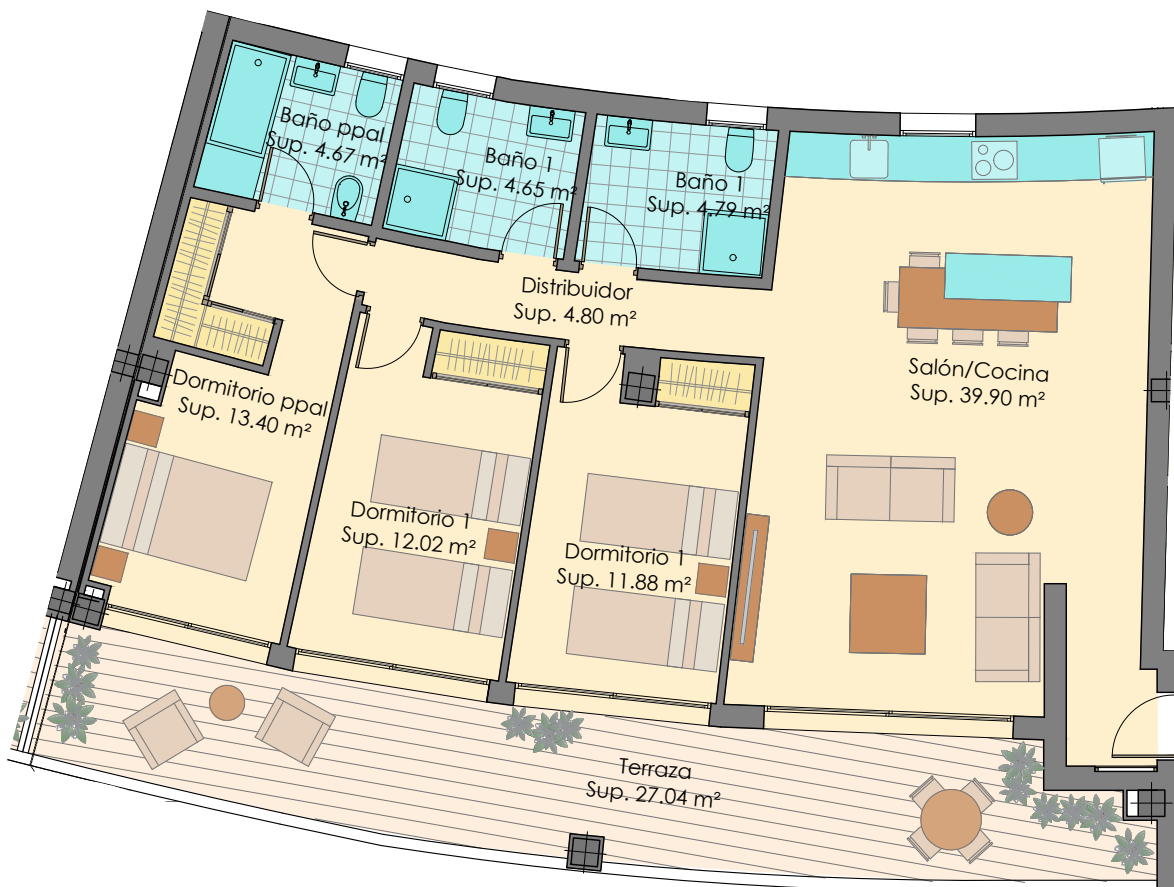 Baño ppal
Sup. 4.67 m²
Baño 1
Sup. 4.65 m²
Baño 1
Sup. 4.79 m²
Distribuidor
Sup. 4.80 m²
Salón/Cocina
Sup. 39.90 m²
Dormitorio ppal
Sup. 13.40 m²
Dormitorio 1
Sup. 12.02 m²
Dormitorio 1
Sup. 11.88 m²
Terraza
Sup. 27.04 m²